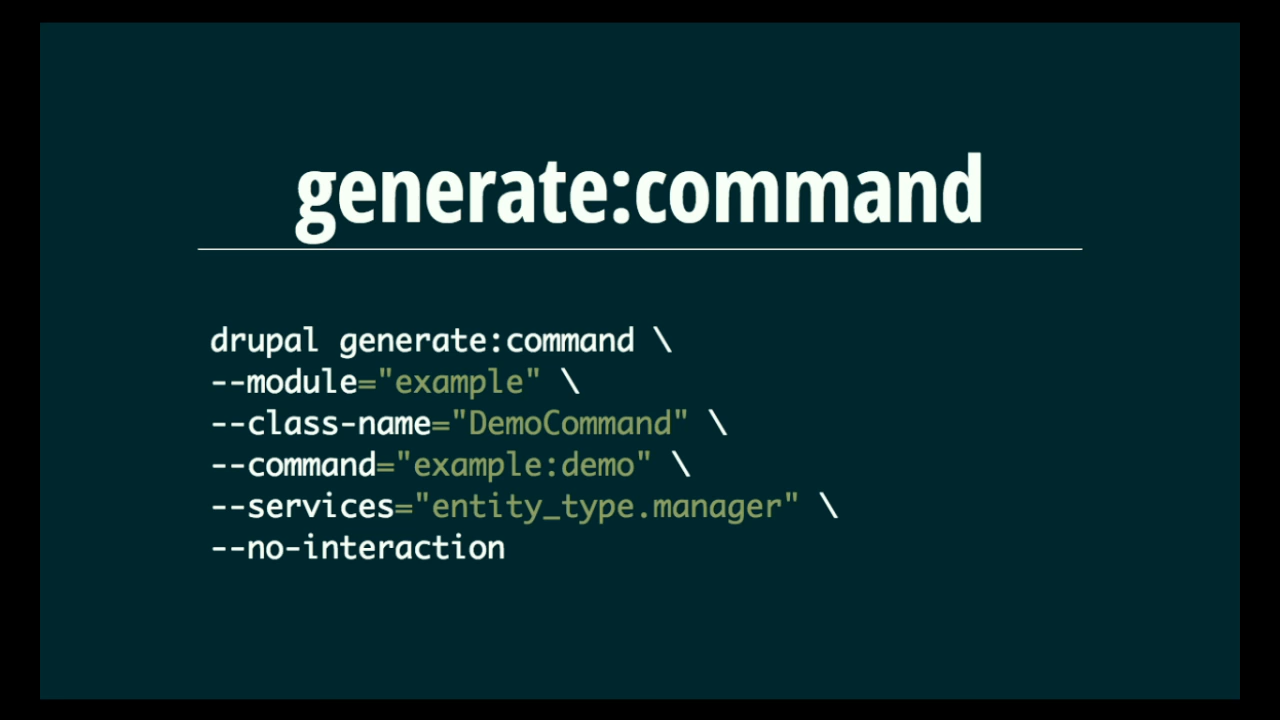 generate:command
drupal generate:command \
--module="example" \
--class-name="DemoCommand" \
--command="example:demo" \
--services="entity_type.manager" \
--no-interaction